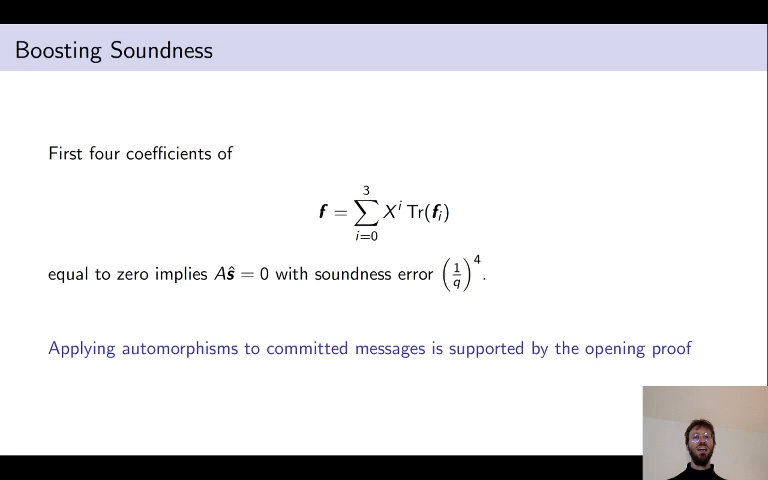 Boosting Soundness
First four coefficients of
f = \sum_{i=0}^{3} X^i Tr(f_i)
equal to zero implies Aŝ = 0 with soundness error (1/q)^4.
Applying automorphisms to committed messages is supported by the opening proof